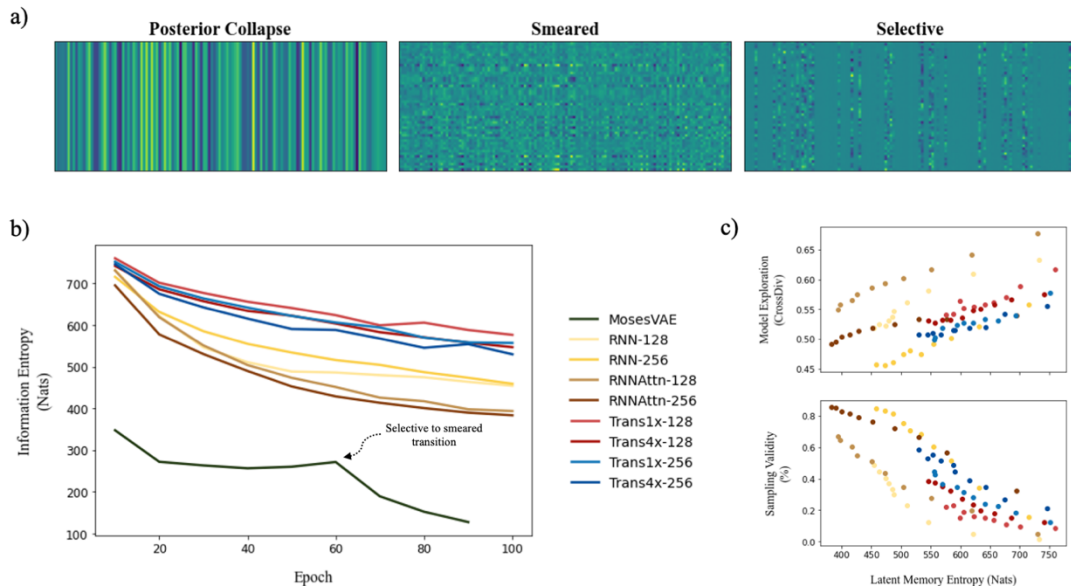 a)
Posterior Collapse
Smeared
Selective
b)
Information Entropy
(Nats)
700
600
500
400
300
200
100
Selective to smeared
transition
20
40
60
80
100
Epoch
MosesVAE
RNN-128
RNN-256
RNNAttn-128
RNNAttn-256
Trans1x-128
Trans4x-128
Trans1x-256
Trans4x-256
c)
Model Exploration
(CrossDiv)
0.65
0.60
0.55
0.50
0.45
Sampling Validity
(%)
0.8
0.6
0.4
0.2
0.0
400
450
500
550
600
650
700
750
Latent Memory Entropy (Nats)